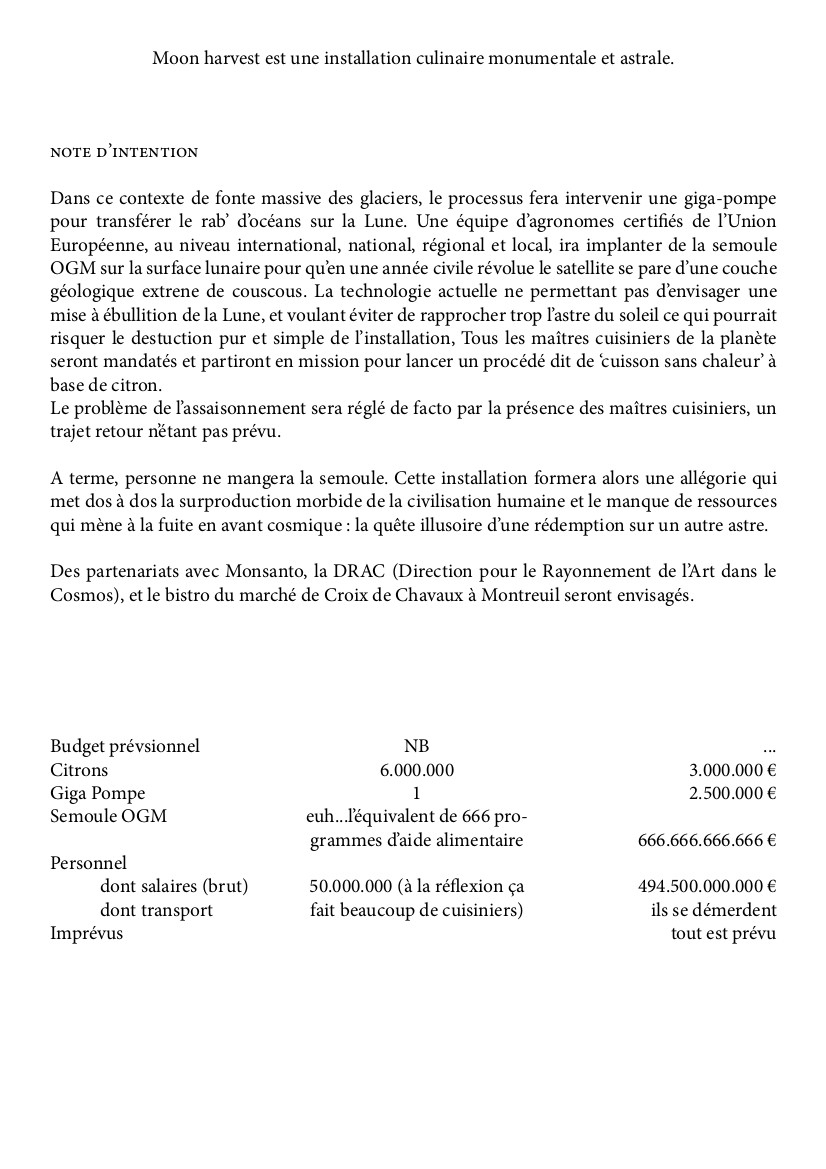 Moon harvest est une installation culinaire monumentale et astrale.
NOTE D'INTENTION
Dans ce contexte de fonte massive des glaciers, le processus fera intervenir une giga-pompe
pour transférer le rab' d'océans sur la Lune. Une équipe d'agronomes certifiés de l'Union
Européenne, au niveau international, national, régional et local, ira implanter de la semoule
OGM sur la surface lunaire pour qu'en une année civile révolue le satellite se pare d'une couche
géologique extrene de couscous. La technologie actuelle ne permettant pas d'envisager une
mise à ébullition de la Lune, et voulant éviter de rapprocher trop l'astre du soleil ce qui pourrait
risquer le destuction pur et simple de l'installation, Tous les maîtres cuisiniers de la planète
seront mandatés et partiront en mission pour lancer un procédé dit de 'cuisson sans chaleur' à
base de citron.
Le problème de l'assaisonnement sera réglé de facto par la présence des maîtres cuisiniers, un
trajet retour n'étant pas prévu.
A terme, personne ne mangera la semoule. Cette installation formera alors une allégorie qui
met dos à dos la surproduction morbide de la civilisation humaine et le manque de ressources
qui mène à la fuite en avant cosmique : la quête illusoire d'une rédemption sur un autre astre.
Des partenariats avec Monsanto, la DRAC (Direction pour le Rayonnement de l'Art dans le
Cosmos), et le bistro du marché de Croix de Chavaux à Montreuil seront envisagés.
Budget prévsionnel NB ...
Citrons 6.000.000 3.000.000 €
Giga Pompe 1 2.500.000 €
Semoule OGM euh...l'équivalent de 666 pro-
grammes d'aide alimentaire 666.666.666.666 €
Personnel
dont salaires (brut) 50.000.000 (à la réflexion ça 494.500.000.000 €
dont transport fait beaucoup de cuisiniers) ils se démerdent
Imprévus tout est prévu